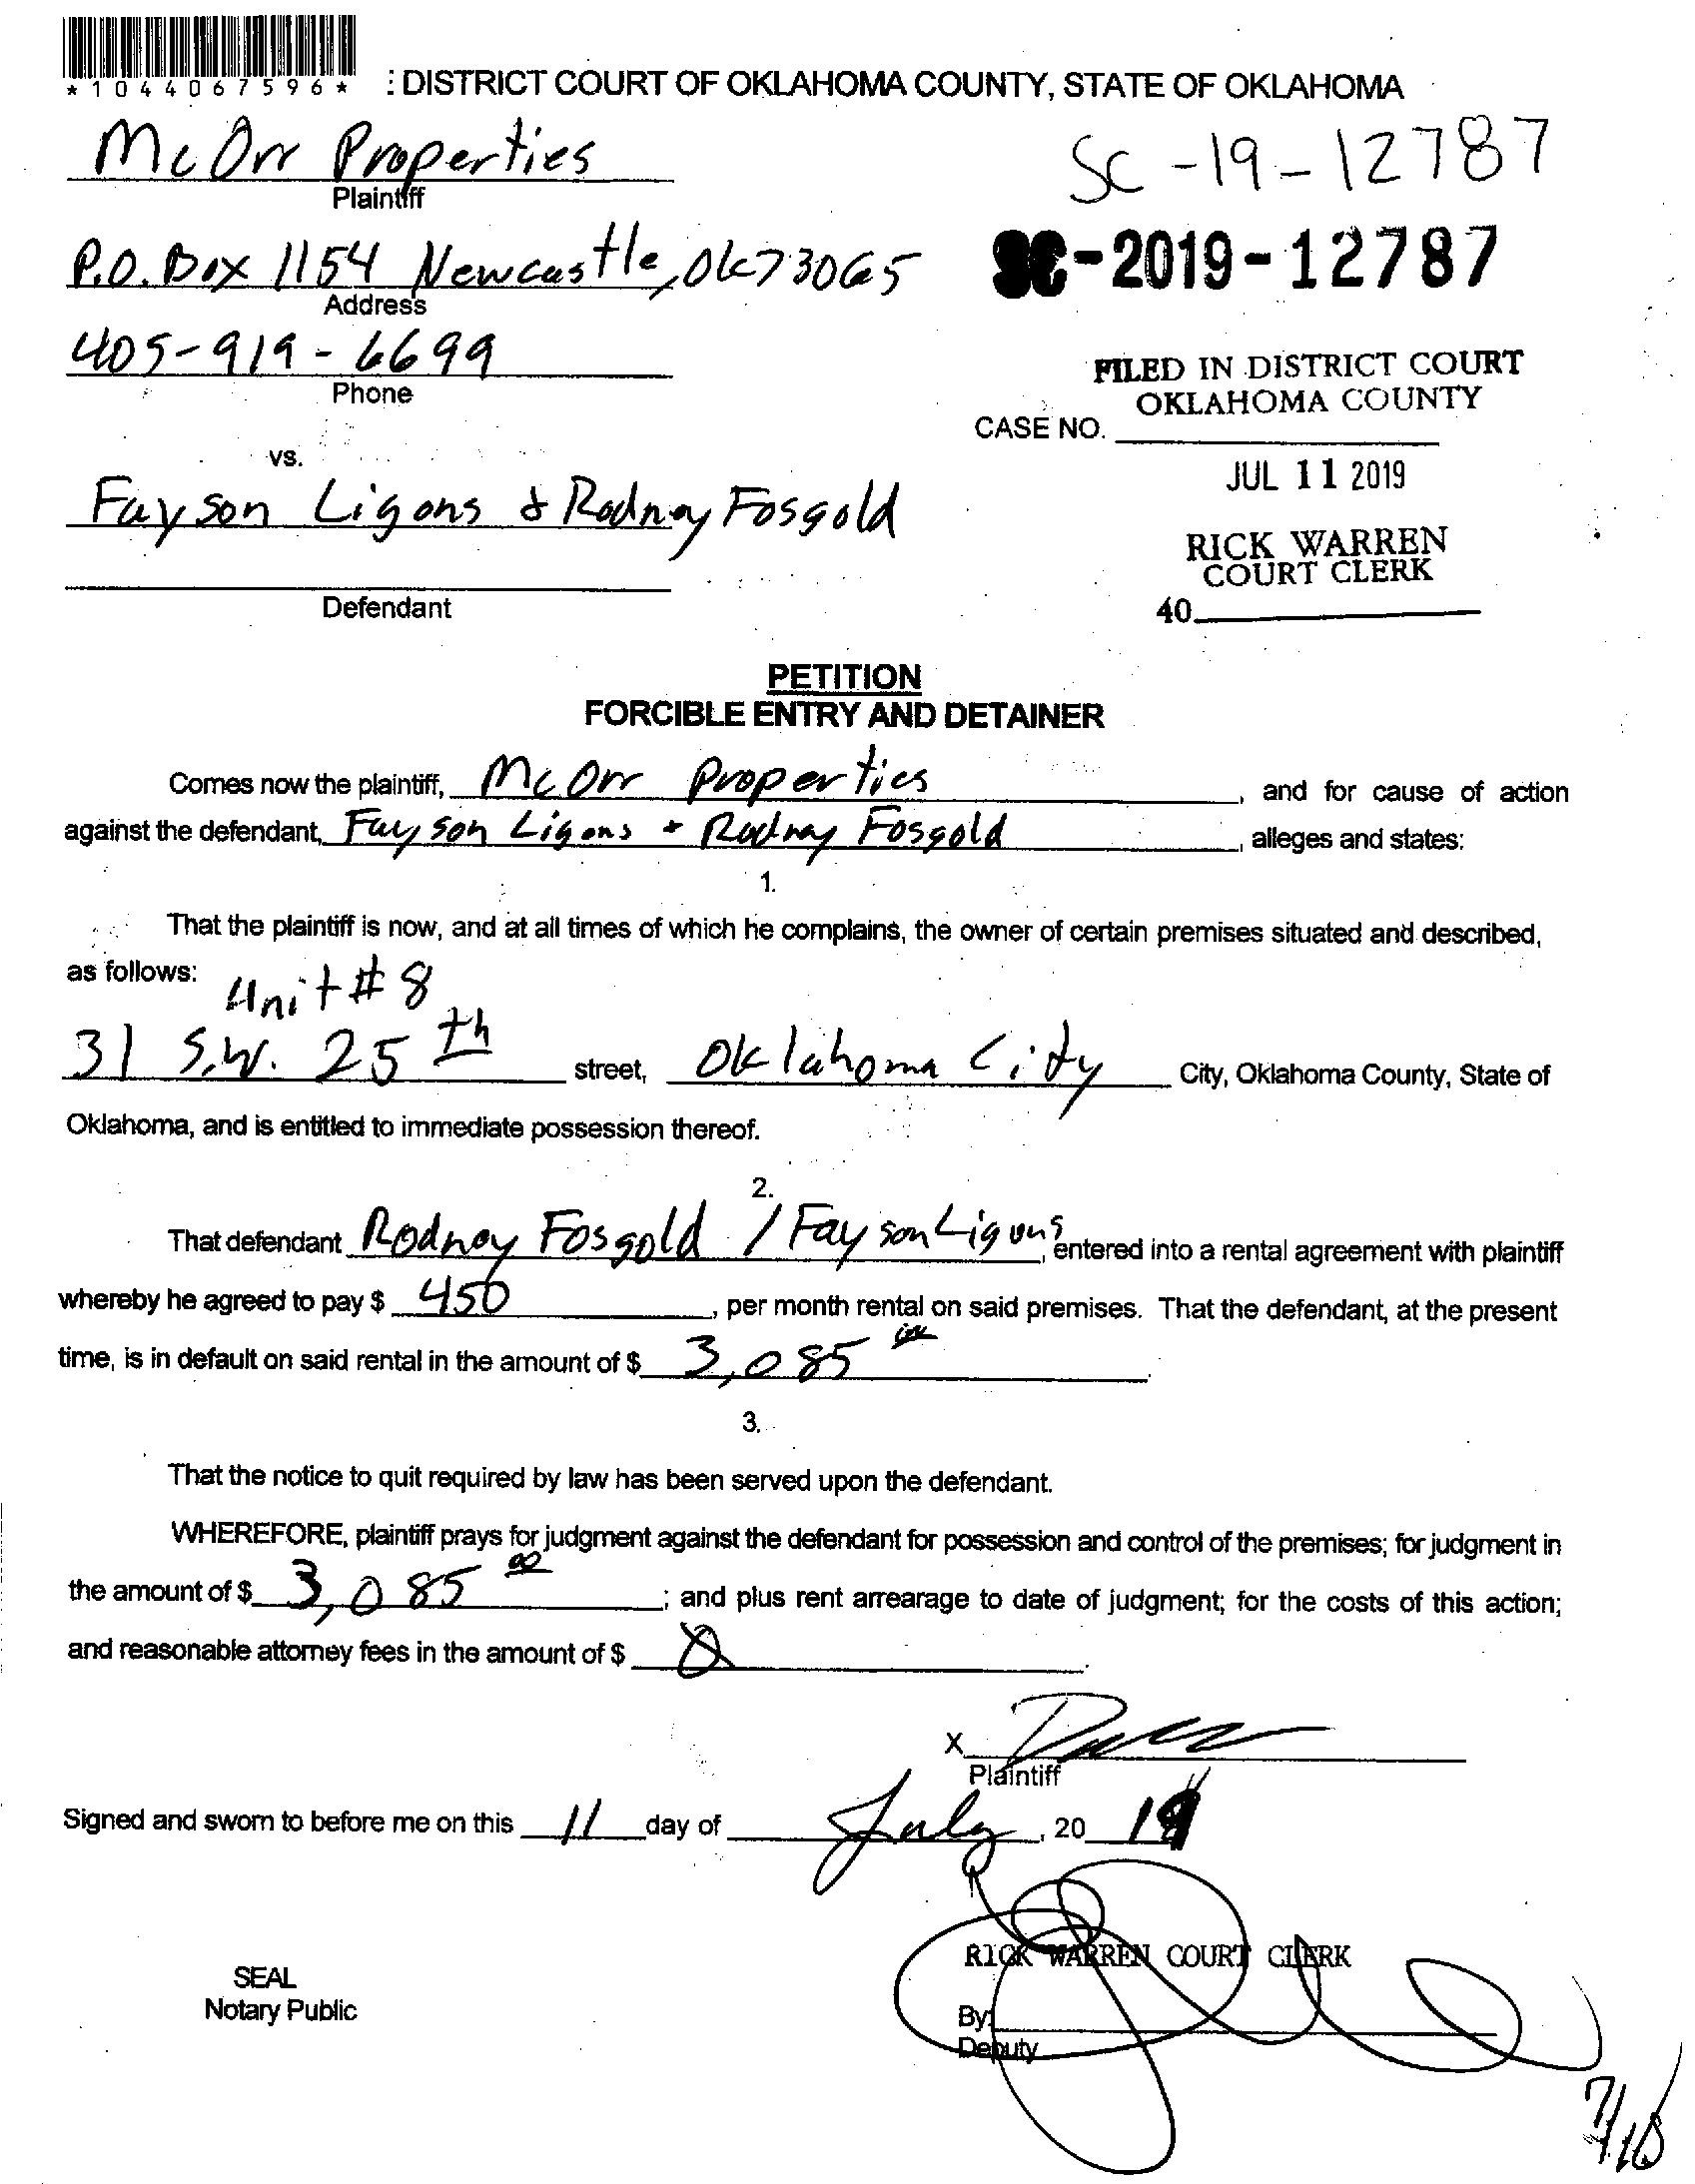 *1044067596*
: DISTRICT COURT OF OKLAHOMA COUNTY, STATE OF OKLAHOMA
McOrr Properties
Plaintiff
SC-19-12787
P.O. Box 1154 Newcastle, Ok 73065
Address
SC-2019-12787
405-919-6699
Phone
FILED IN DISTRICT COURT
OKLAHOMA COUNTY
CASE NO.
vs.
JUL 11 2019
Fayson Ligons & Rodney Fosgold
RICK WARREN
COURT CLERK
Defendant
40
PETITION
FORCIBLE ENTRY AND DETAINER
Comes now the plaintiff, McOrr Properties, and for cause of action
against the defendant, Fayson Ligons + Rodney Fosgold, alleges and states:
1.
That the plaintiff is now, and at all times of which he complains, the owner of certain premises situated and described,
as follows:
Unit #8
31 S.W. 25th street, Oklahoma City City, Oklahoma County, State of
Oklahoma, and is entitled to immediate possession thereof.
2.
That defendant Rodney Fosgold / Fayson Ligons, entered into a rental agreement with plaintiff
whereby he agreed to pay $ 450, per month rental on said premises. That the defendant, at the present
time, is in default on said rental in the amount of $ 3,085 00.
3.
That the notice to quit required by law has been served upon the defendant.
WHEREFORE, plaintiff prays for judgment against the defendant for possession and control of the premises; for judgment in
the amount of $ 3,085 00; and plus rent arrearage to date of judgment; for the costs of this action;
and reasonable attorney fees in the amount of $ 0.
X
Plaintiff
Signed and sworn to before me on this 11 day of July, 2019
RICK WARREN COURT CLERK
SEAL
Notary Public
By:
Deputy
7/18